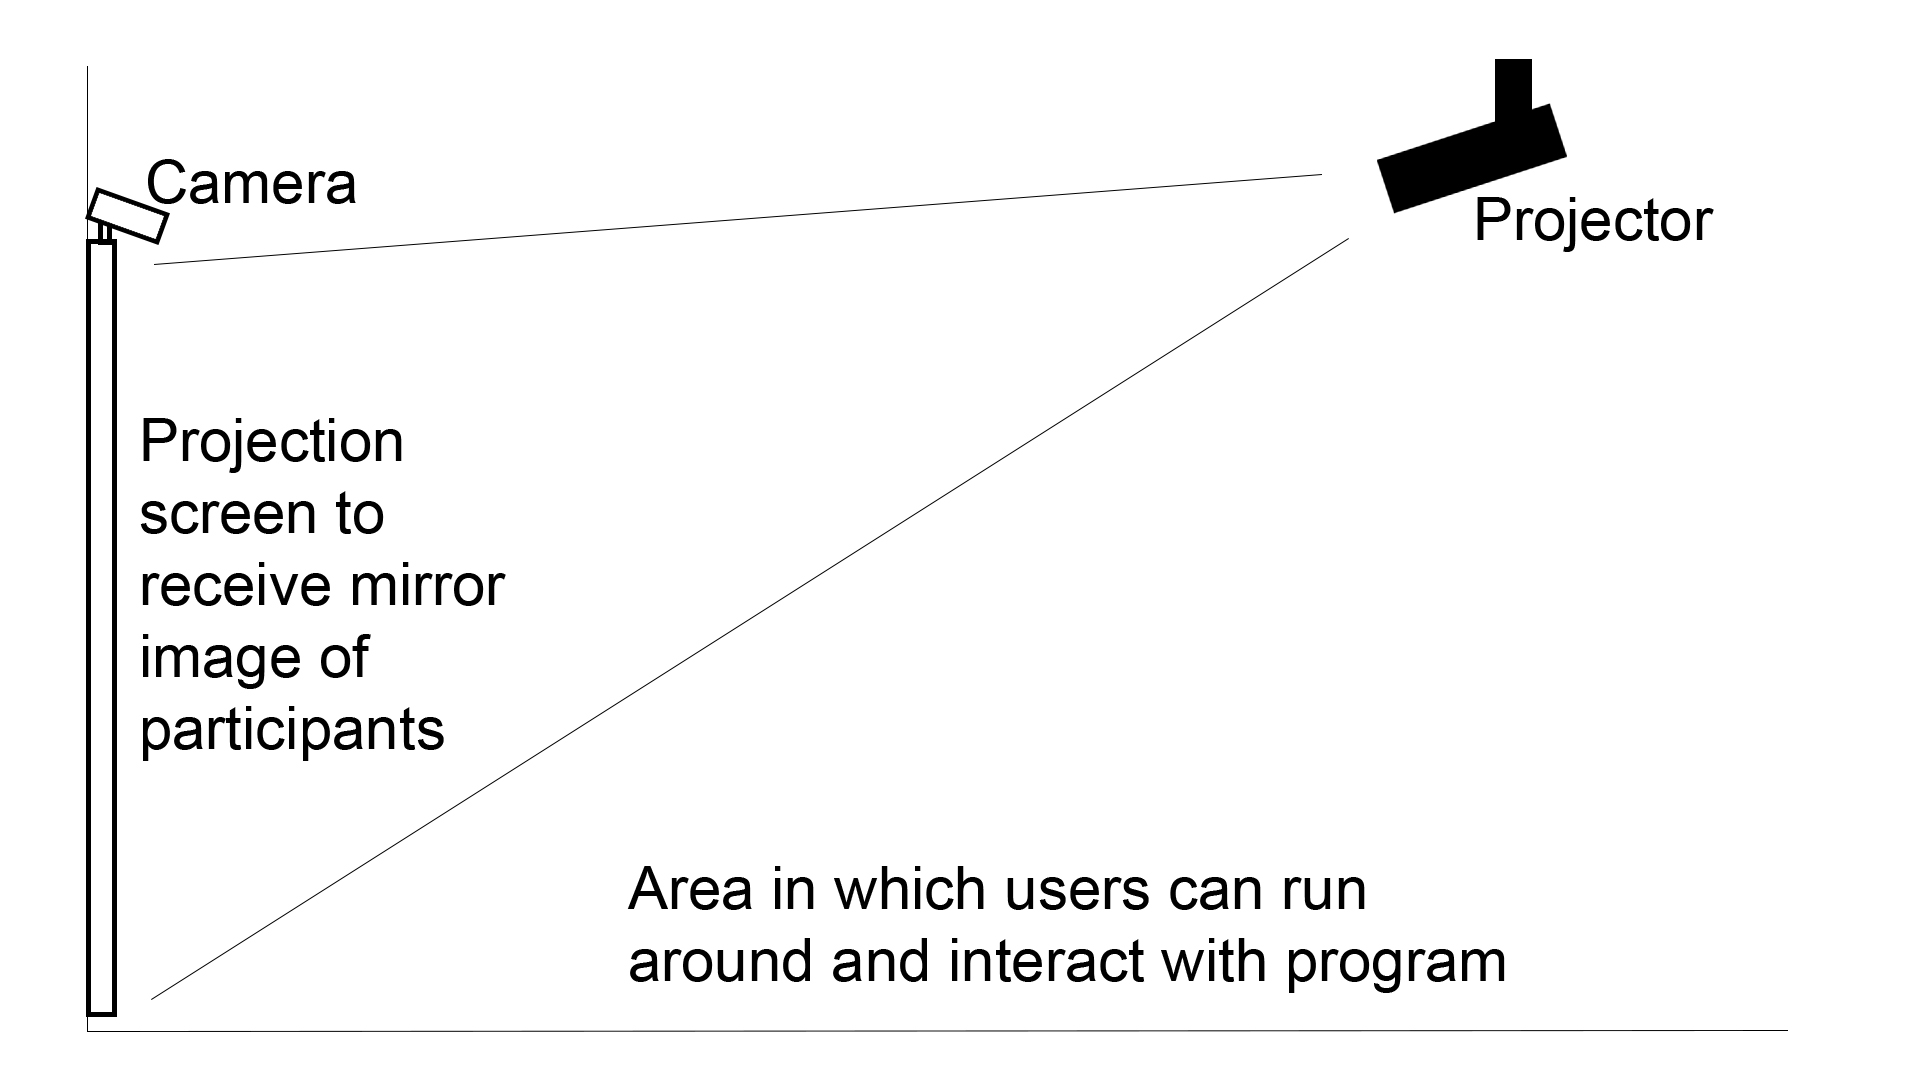 Camera
Projector
Projection
screen to
receive mirror
image of
participants
Area in which users can run
around and interact with program